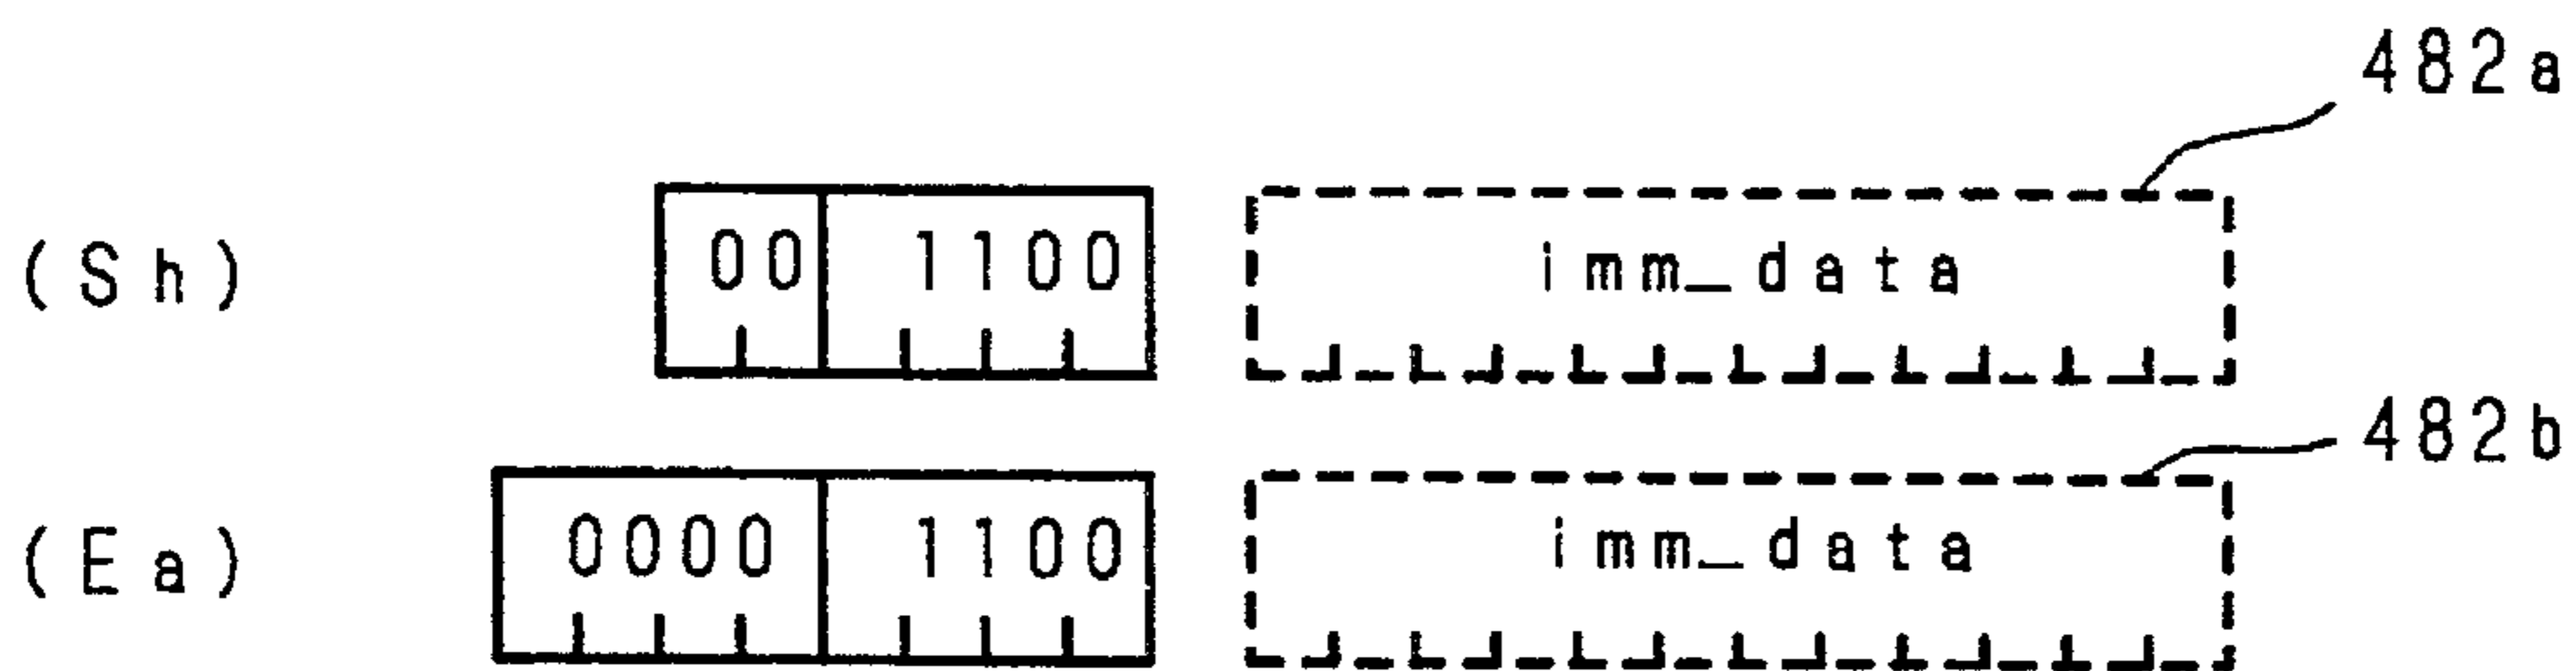 482a
(Sh) 00 1100 imm_data
482b
(Ea) 0000 1100 imm_data